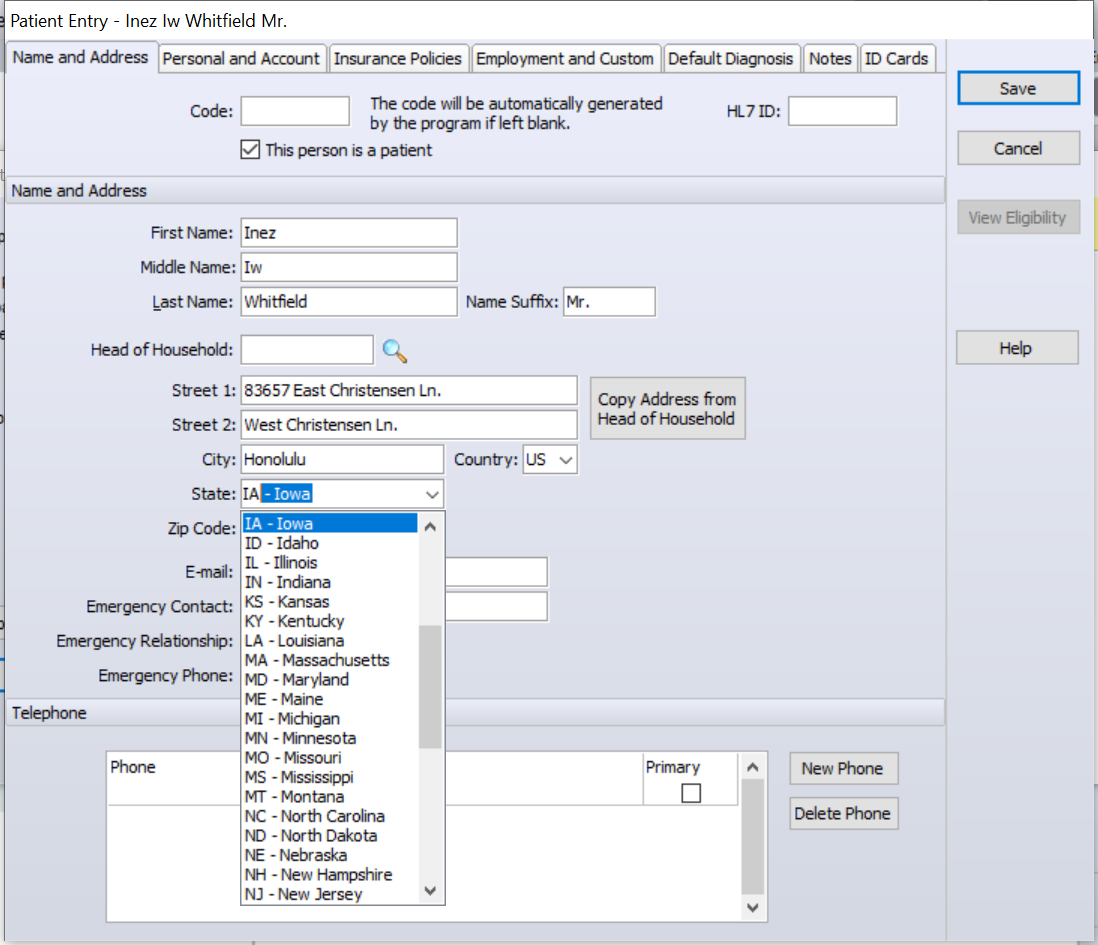 Patient Entry - Inez Iw Whitfield Mr.
Name and Address Personal and Account Insurance Policies Employment and Custom Default Diagnosis Notes ID Cards
Save
Code: The code will be automatically generated by the program if left blank. HL7 ID:
This person is a patient
Cancel
Name and Address
View Eligibility
First Name: Inez
Middle Name: Iw
Last Name: Whitfield Name Suffix: Mr.
Head of Household:
Help
Street 1: 83657 East Christensen Ln.
Copy Address from Head of Household
Street 2: West Christensen Ln.
City: Honolulu Country: US
State: IA - Iowa
Zip Code:
E-mail:
Emergency Contact:
Emergency Relationship:
Emergency Phone:
IA - Iowa
ID - Idaho
IL - Illinois
IN - Indiana
KS - Kansas
KY - Kentucky
LA - Louisiana
MA - Massachusetts
MD - Maryland
ME - Maine
MI - Michigan
MN - Minnesota
MO - Missouri
MS - Mississippi
MT - Montana
NC - North Carolina
ND - North Dakota
NE - Nebraska
NH - New Hampshire
NJ - New Jersey
Telephone
Phone Primary
New Phone
Delete Phone